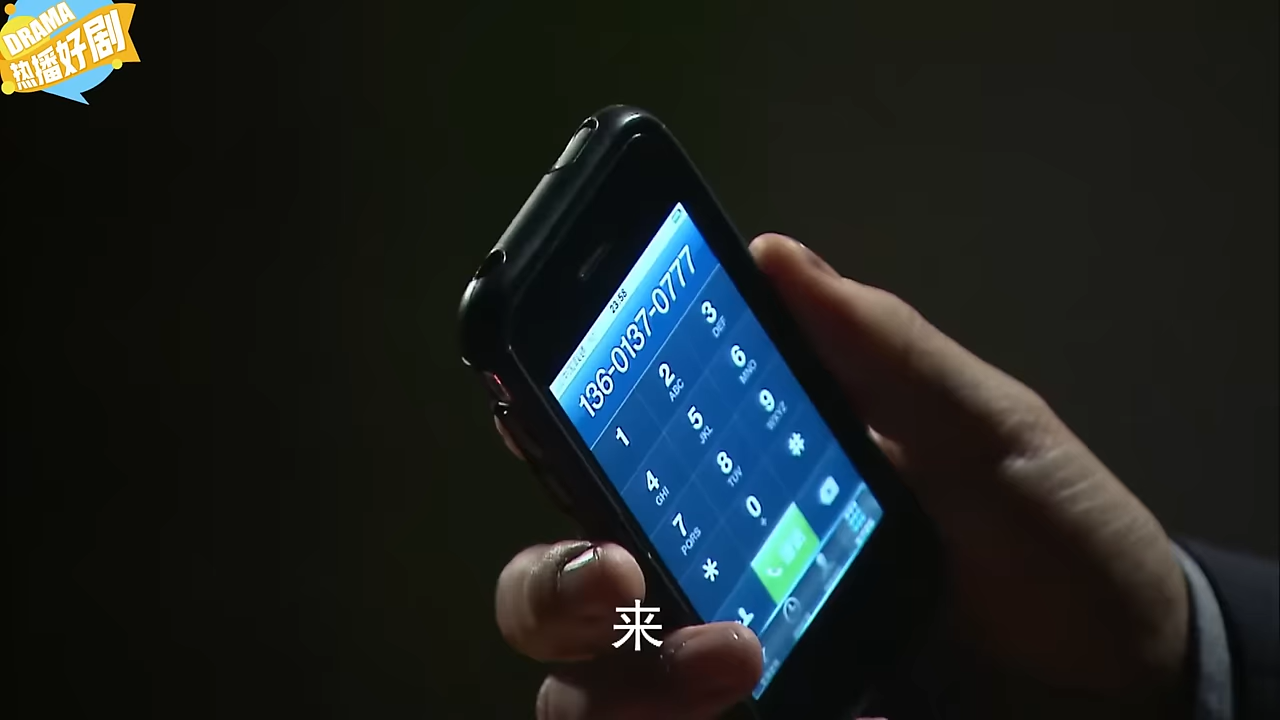 DRAMA
热播好剧
23:58
136-0137-0777
1
2 ABC
3 DEF
4 GHI
5 JKL
6 MNO
7 PQRS
8 TUV
9 WXYZ
*
0 +
#
来